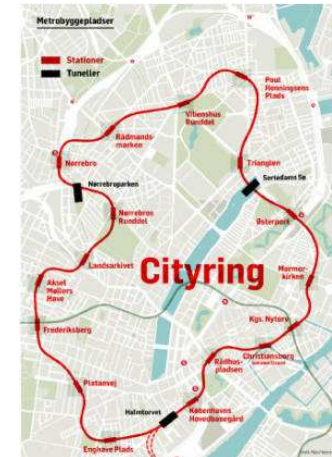 Metrobyggepladser
Stationer
Tuneller
Poul
Henningsens
Plads
Vibenshus
Runddel
Rådmands-
marken
Trianglen
Nørrebro
Sortedams Sø
Nørrebroparken
Nørrebros
Runddel
Østerport
Landsarkivet
Cityring
Marmor-
kirken
Aksel
Møllers
Have
Kgs. Nytorv
Frederiksberg
Christiansborg
Rådhus-
pladsen
Platanvej
Halmtorvet
Københavns
Hovedbanegård
Enghave Plads